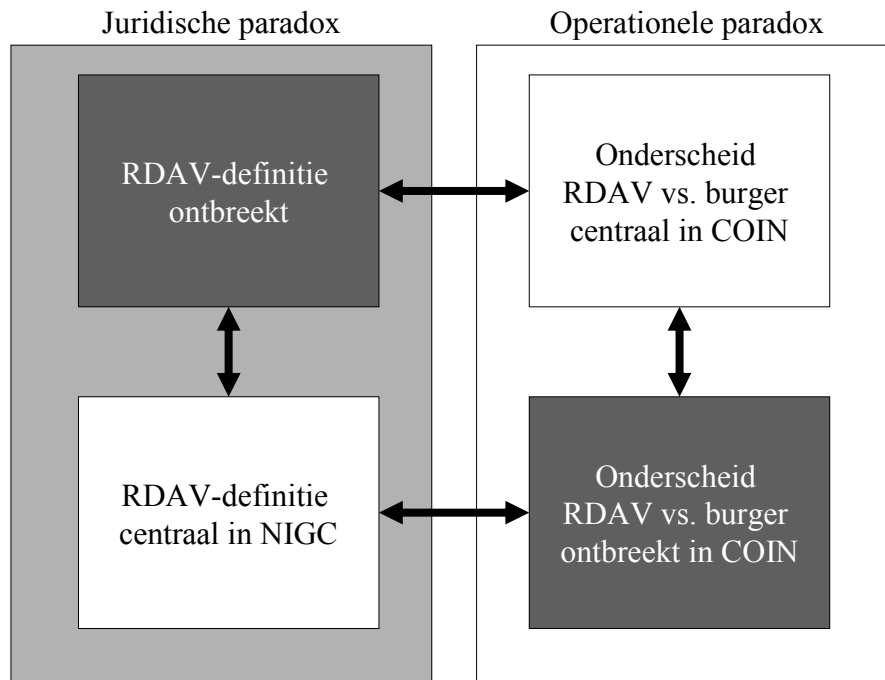 Juridische paradox
Operationele paradox
RDAV-definitie
ontbreekt
Onderscheid
RDAV vs. burger
centraal in COIN
RDAV-definitie
centraal in NIGC
Onderscheid
RDAV vs. burger
ontbreekt in COIN